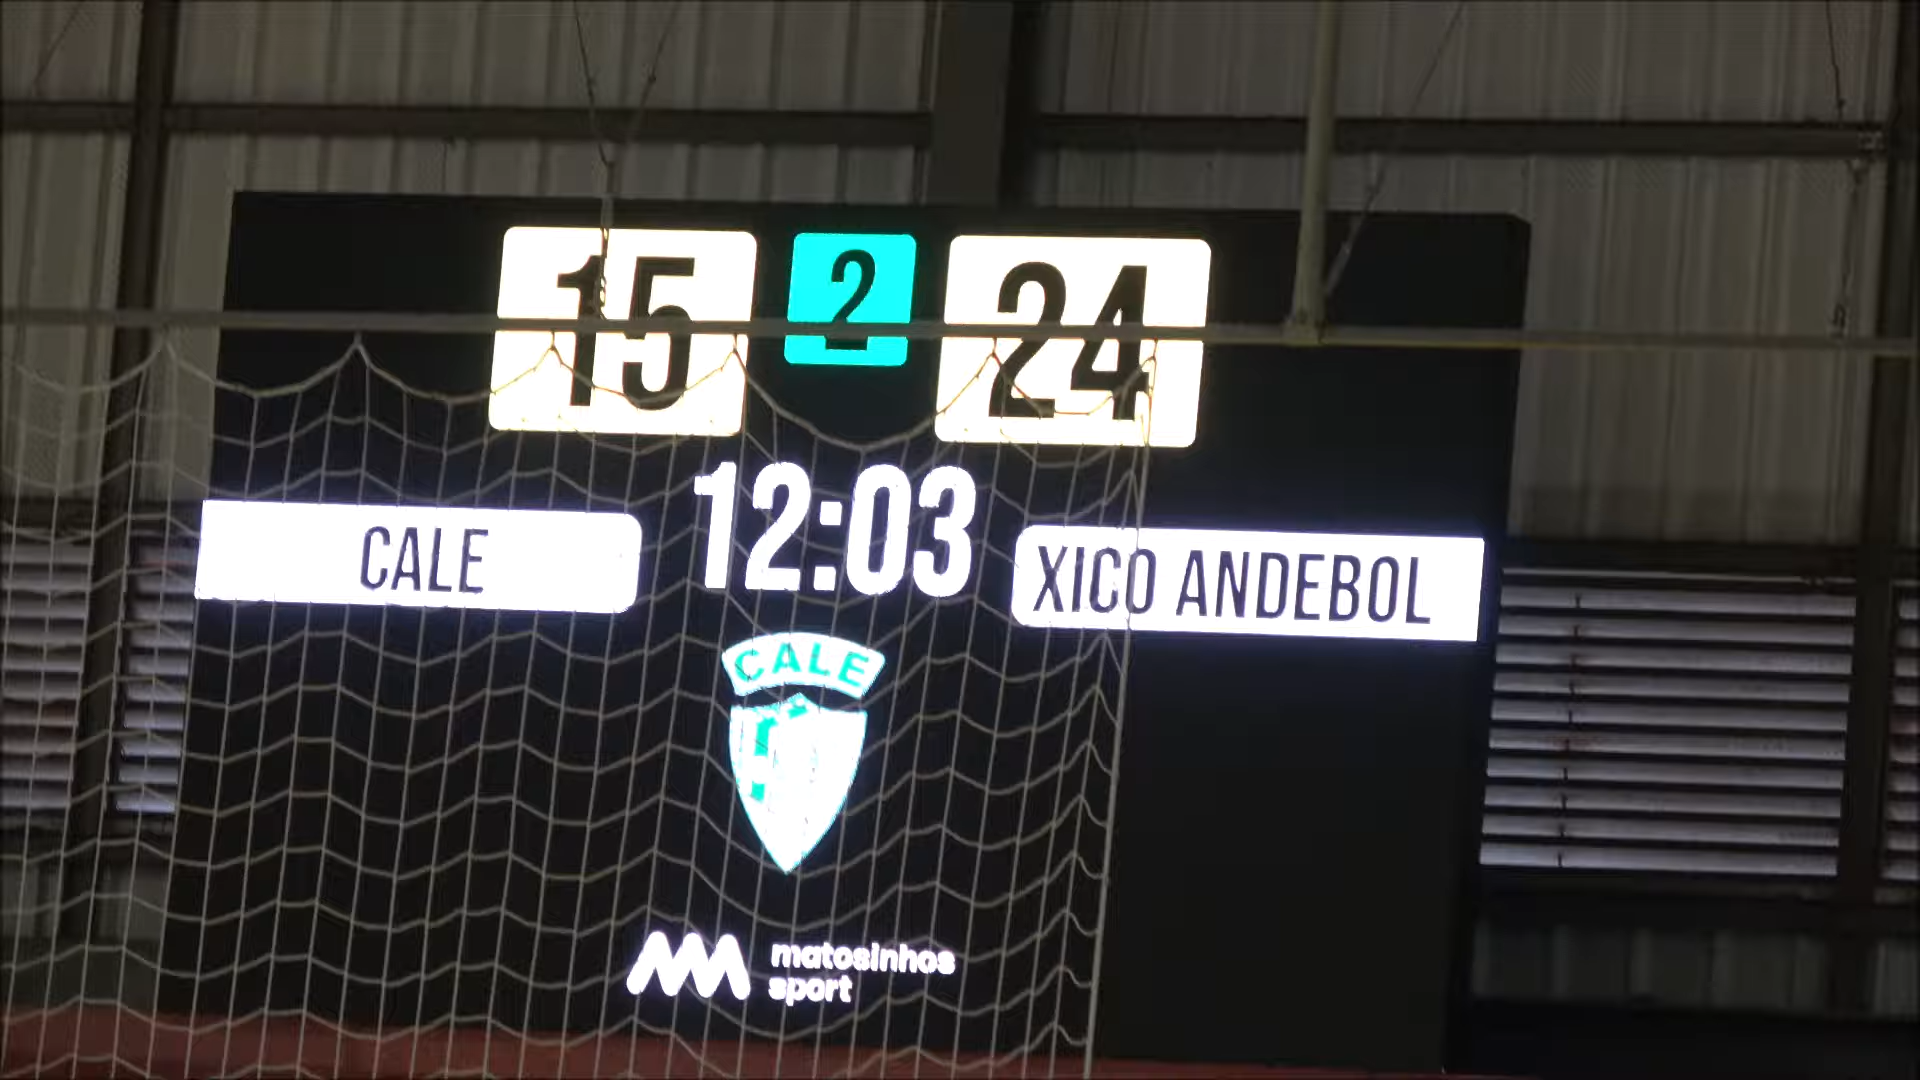 15 2 24
12:03
CALE
XICO ANDEBOL
CALE
matosinhos
sport